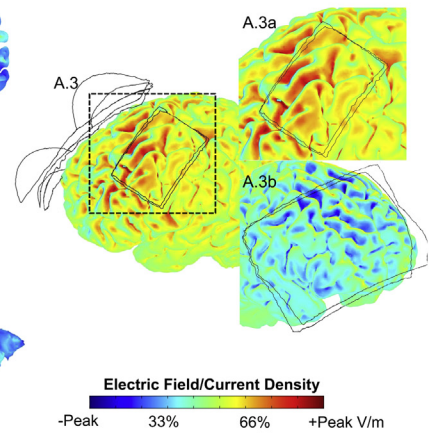 A.3
A.3a
A.3b
Electric Field/Current Density
-Peak 33% 66% +Peak V/m